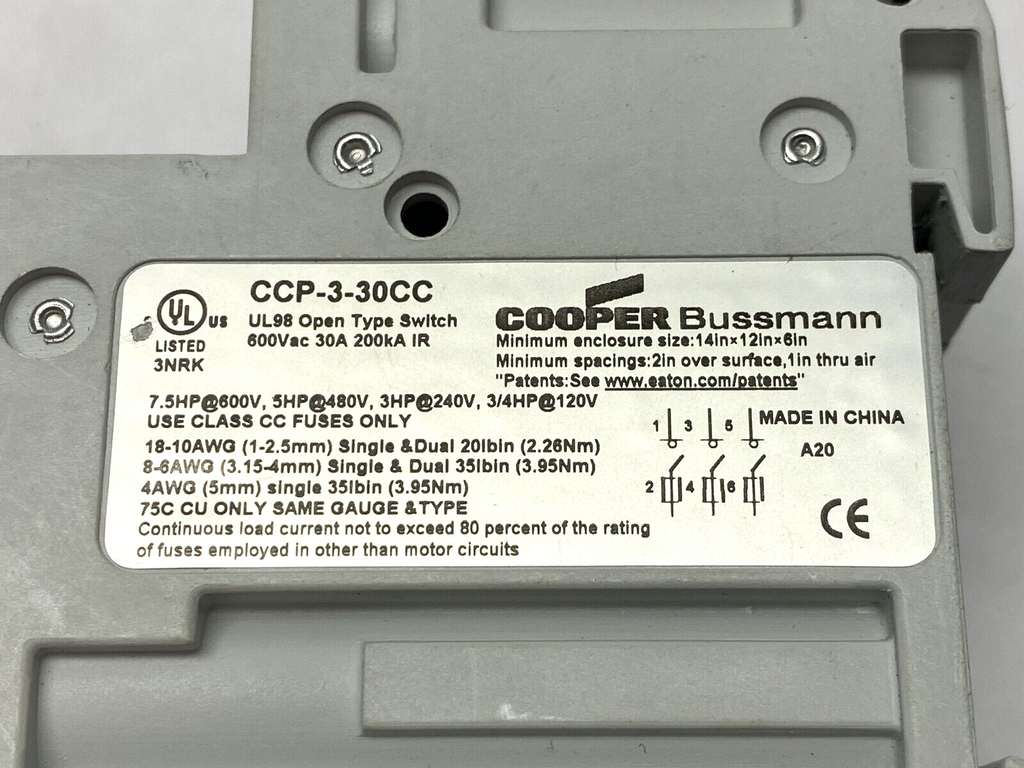 CCP-3-30CC
UL US
LISTED
3NRK
UL98 Open Type Switch
600Vac 30A 200kA IR
COOPER Bussmann
Minimum enclosure size:14in×12in×6in
Minimum spacings:2in over surface,1in thru air
"Patents:See www.eaton.com/patents"
7.5HP@600V, 5HP@480V, 3HP@240V, 3/4HP@120V
USE CLASS CC FUSES ONLY
18-10AWG (1-2.5mm) Single &Dual 20lbin (2.26Nm)
8-6AWG (3.15-4mm) Single & Dual 35lbin (3.95Nm)
4AWG (5mm) single 35lbin (3.95Nm)
75C CU ONLY SAME GAUGE &TYPE
Continuous load current not to exceed 80 percent of the rating
of fuses employed in other than motor circuits
1 3 5
2 4 6
MADE IN CHINA
A20
CE